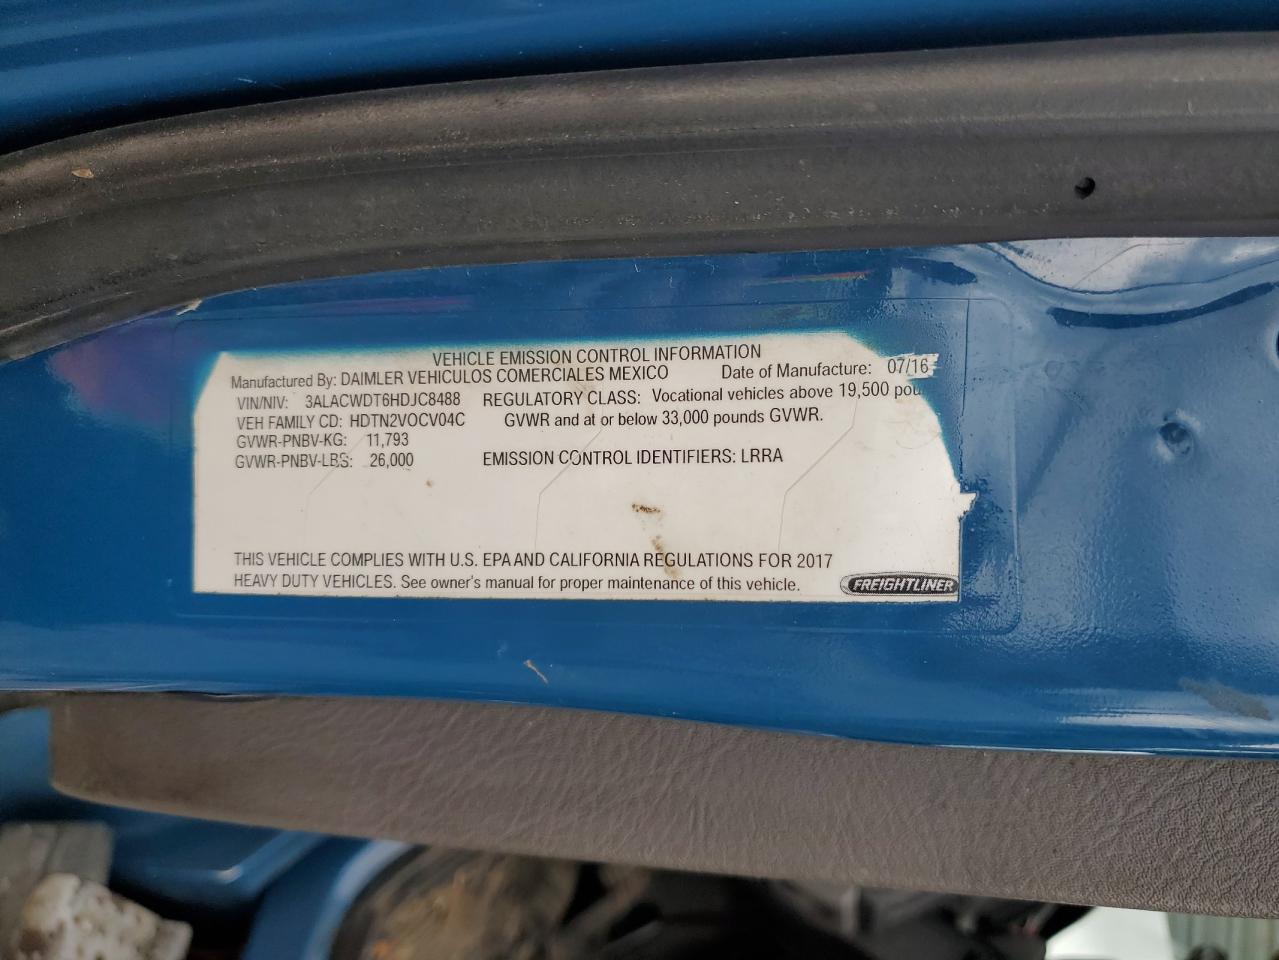 VEHICLE EMISSION CONTROL INFORMATION
Manufactured By: DAIMLER VEHICULOS COMERCIALES MEXICO Date of Manufacture: 07/16
VIN/NIV: 3ALACWDT6HDJC8488 REGULATORY CLASS: Vocational vehicles above 19,500 pou
VEH FAMILY CD: HDTN2VOCV04C GVWR and at or below 33,000 pounds GVWR.
GVWR-PNBV-KG: 11,793
GVWR-PNBV-LBS: 26,000 EMISSION CONTROL IDENTIFIERS: LRRA
THIS VEHICLE COMPLIES WITH U.S. EPA AND CALIFORNIA REGULATIONS FOR 2017
HEAVY DUTY VEHICLES. See owner's manual for proper maintenance of this vehicle.
FREIGHTLINER